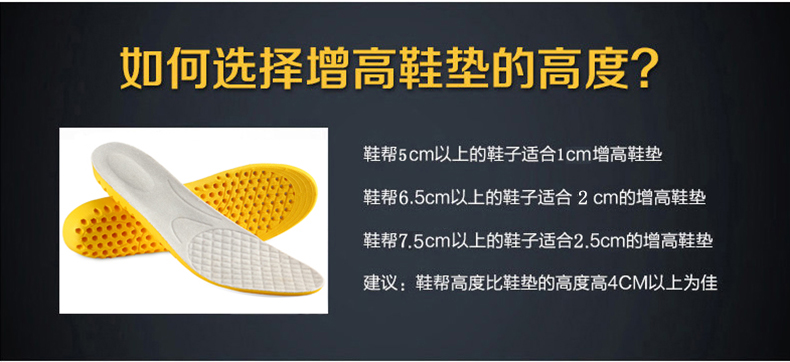 如何选择增高鞋垫的高度?
鞋帮5cm以上的鞋子适合1cm增高鞋垫
鞋帮6.5cm以上的鞋子适合 2 cm的增高鞋垫
鞋帮7.5cm以上的鞋子适合2.5cm的增高鞋垫
建议：鞋帮高度比鞋垫的高度高4CM以上为佳